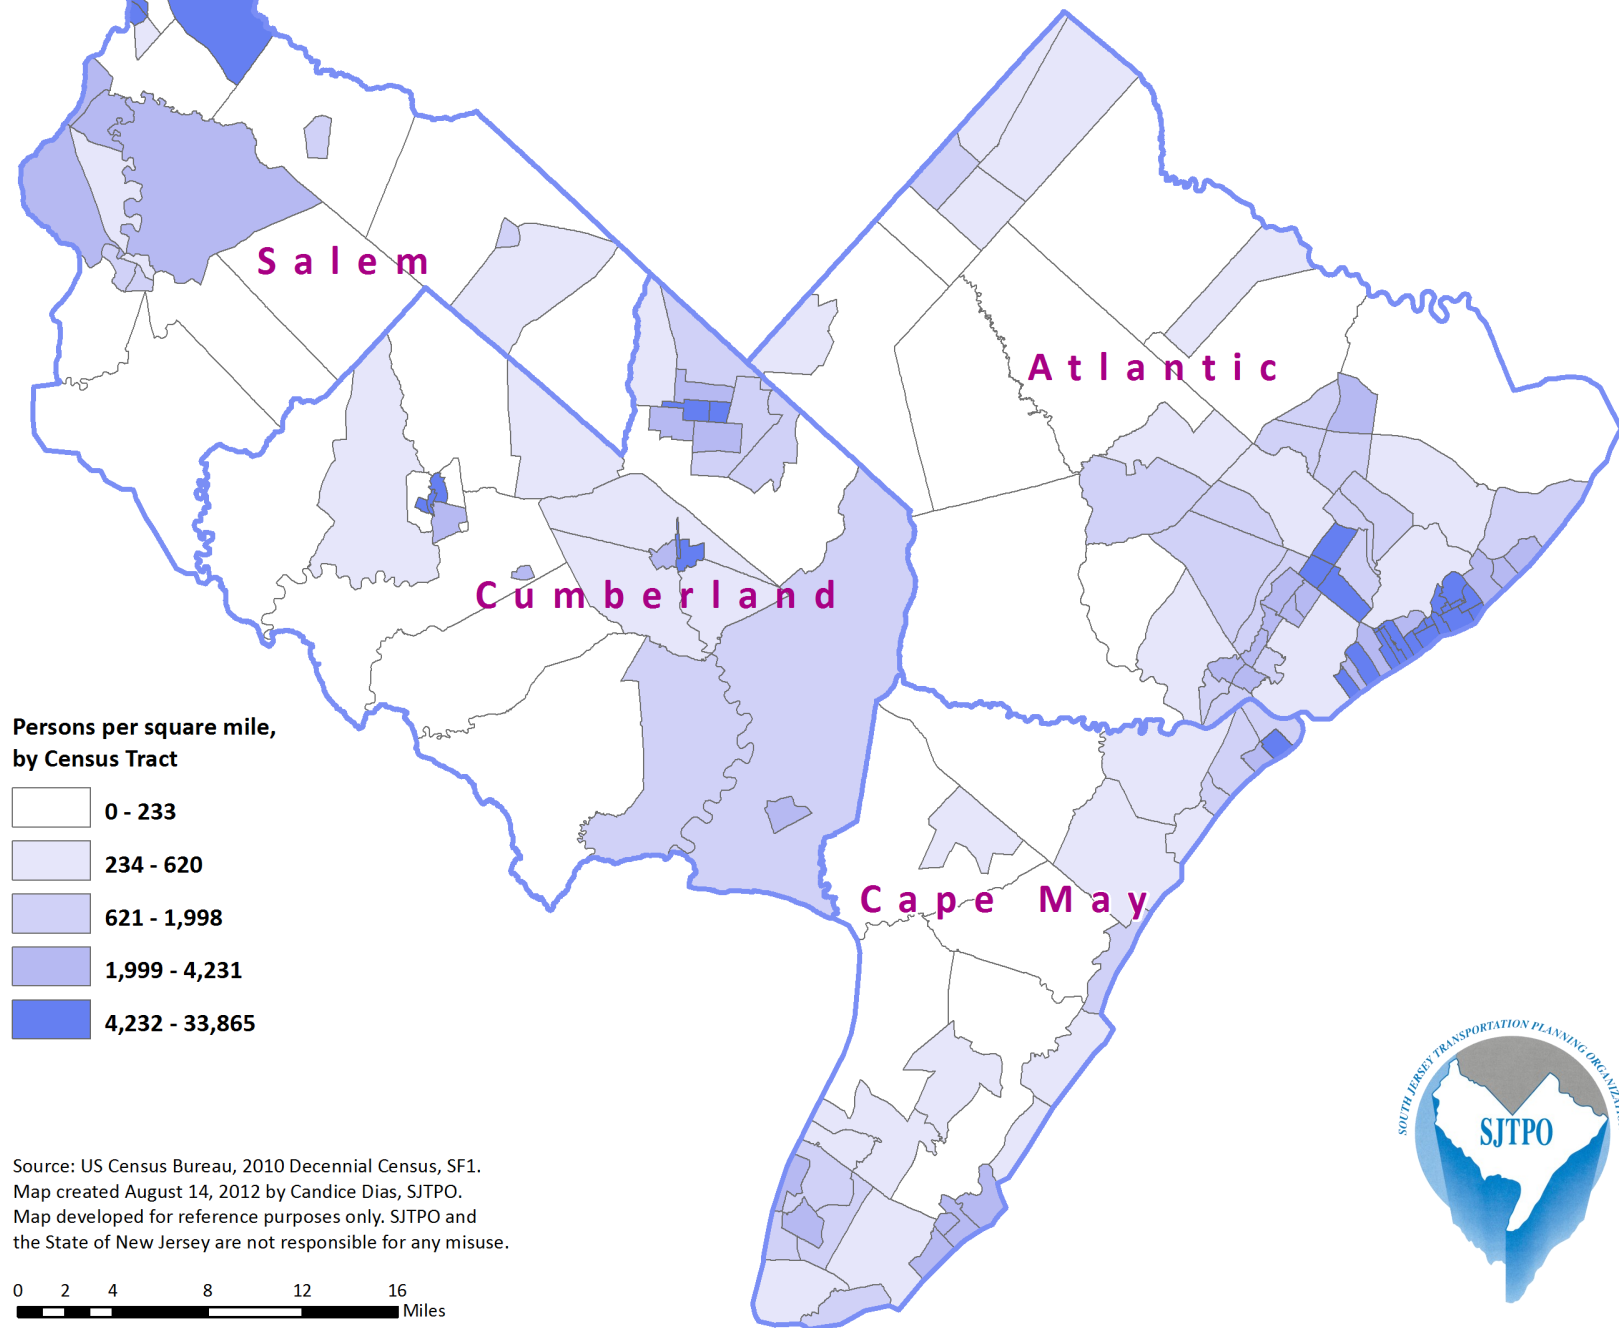 Salem
Atlantic
Cumberland
Cape May
Persons per square mile,
by Census Tract
0 - 233
234 - 620
621 - 1,998
1,999 - 4,231
4,232 - 33,865
Source: US Census Bureau, 2010 Decennial Census, SF1.
Map created August 14, 2012 by Candice Dias, SJTPO.
Map developed for reference purposes only. SJTPO and
the State of New Jersey are not responsible for any misuse.
0 2 4 8 12 16
Miles
SOUTH JERSEY TRANSPORTATION PLANNING
SJTPO